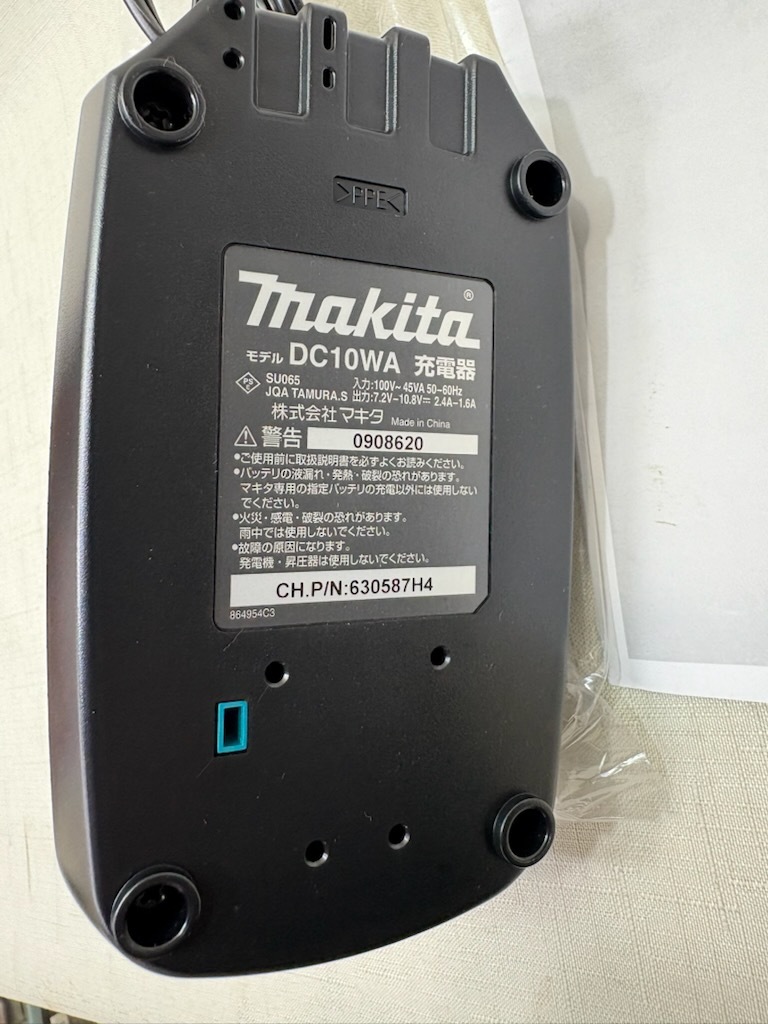 >PPE<
makita®
モデル DC10WA 充電器
PSE SU065 入力:100V~ 45VA 50-60Hz
JQA TAMURA.S 出力:7.2V-10.8V⎓ 2.4A-1.6A
株式会社マキタ Made in China
⚠警告 0908620
●ご使用前に取扱説明書を必ずよくお読みください。
●バッテリの液漏れ・発熱・破裂の恐れがあります。
マキタ専用の指定バッテリの充電以外には使用しない
でください。
●火災・感電・破裂の恐れがあります。
雨中では使用しないでください。
●故障の原因になります。
発電機・昇圧器は使用しないでください。
CH.P/N:630587H4
864954C3